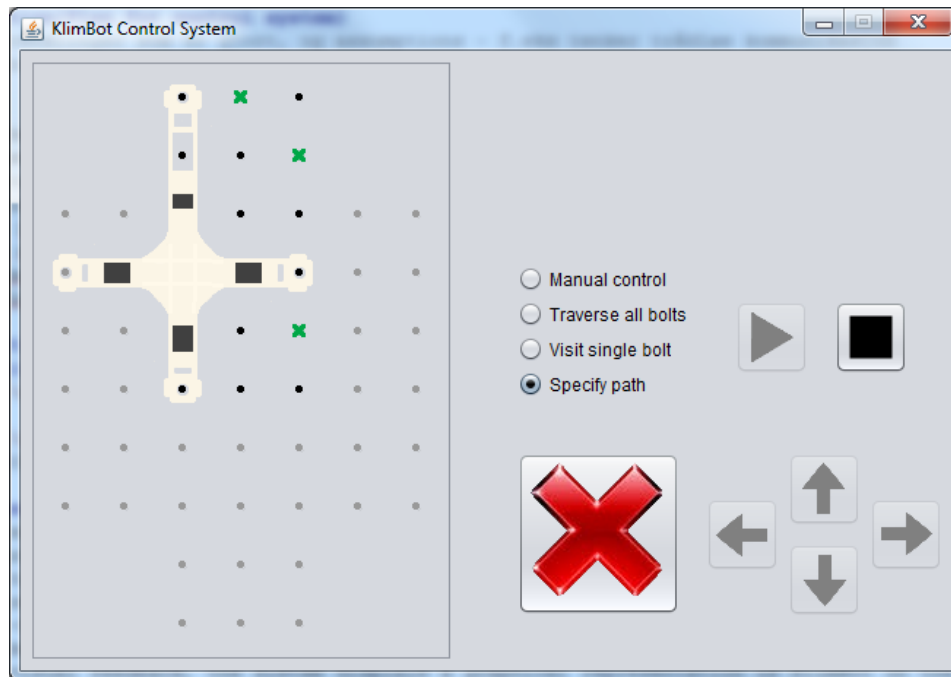 KlimBot Control System
Manual control
Traverse all bolts
Visit single bolt
Specify path